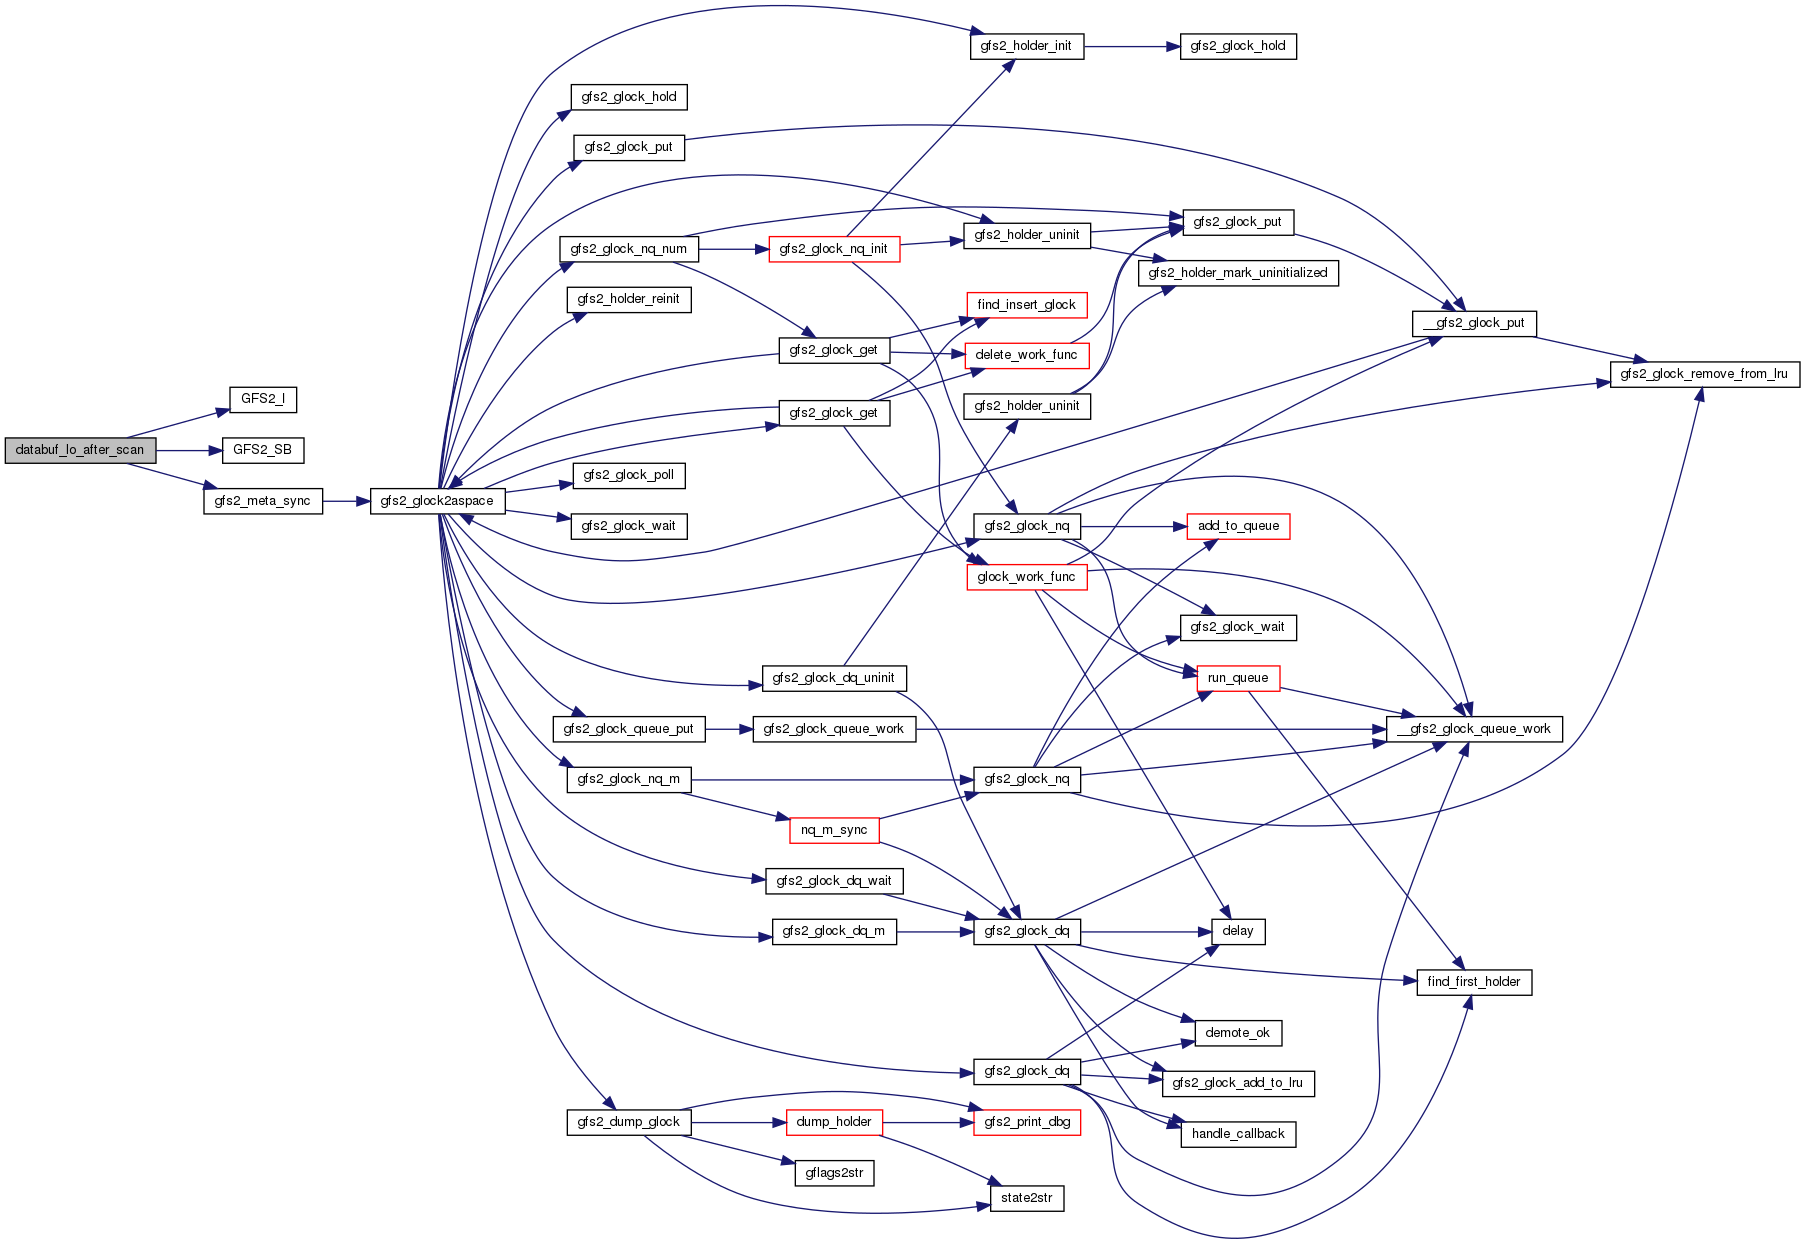 databuf_lo_after_scan
GFS2_I
GFS2_SB
gfs2_meta_sync
gfs2_glock2aspace
gfs2_glock_hold
gfs2_glock_put
gfs2_glock_nq_num
gfs2_holder_reinit
gfs2_glock_poll
gfs2_glock_wait
gfs2_glock_queue_put
gfs2_glock_nq_m
gfs2_dump_glock
gfs2_glock_nq_init
gfs2_glock_get
gfs2_glock_get
gfs2_glock_dq_uninit
gfs2_glock_queue_work
nq_m_sync
gfs2_glock_dq_wait
gfs2_glock_dq_m
dump_holder
gflags2str
gfs2_holder_init
gfs2_holder_uninit
find_insert_glock
delete_work_func
gfs2_holder_uninit
gfs2_glock_nq
glock_work_func
gfs2_glock_nq
gfs2_glock_dq
gfs2_glock_dq
gfs2_print_dbg
state2str
gfs2_glock_hold
gfs2_glock_put
gfs2_holder_mark_uninitialized
add_to_queue
gfs2_glock_wait
run_queue
delay
demote_ok
gfs2_glock_add_to_lru
handle_callback
__gfs2_glock_put
__gfs2_glock_queue_work
find_first_holder
gfs2_glock_remove_from_lru